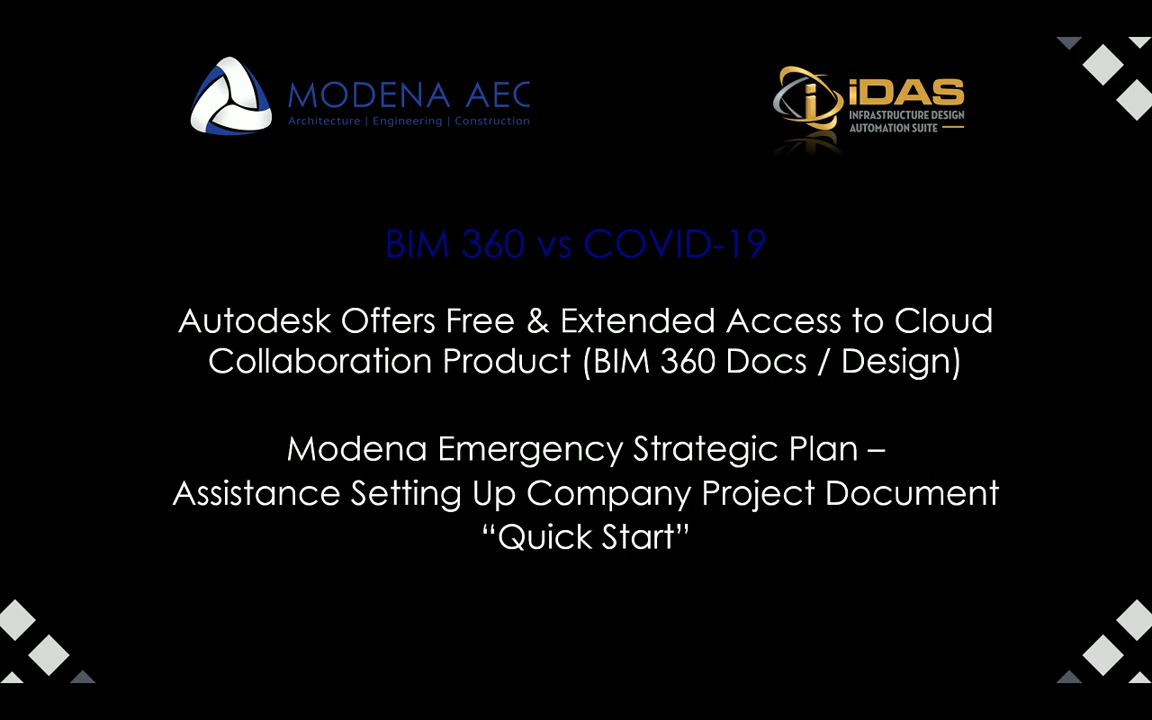 MODENA AEC
Architecture | Engineering | Construction
iDAS
INFRASTRUCTURE DESIGN
AUTOMATION SUITE
BIM 360 vs COVID-19
Autodesk Offers Free & Extended Access to Cloud
Collaboration Product (BIM 360 Docs / Design)
Modena Emergency Strategic Plan –
Assistance Setting Up Company Project Document
“Quick Start”